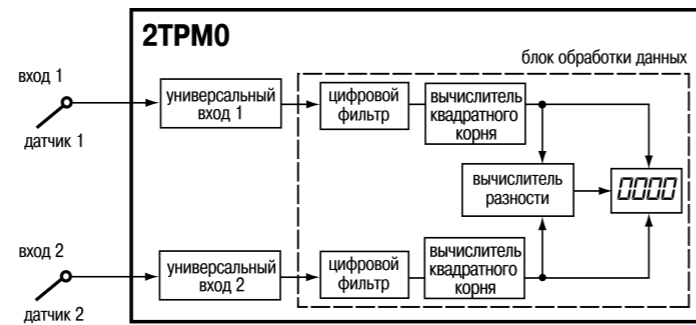 2ТРМ0
блок обработки данных
вход 1
датчик 1
универсальный
вход 1
цифровой
фильтр
вычислитель
квадратного
корня
вычислитель
разности
0000
вход 2
датчик 2
универсальный
вход 2
цифровой
фильтр
вычислитель
квадратного
корня